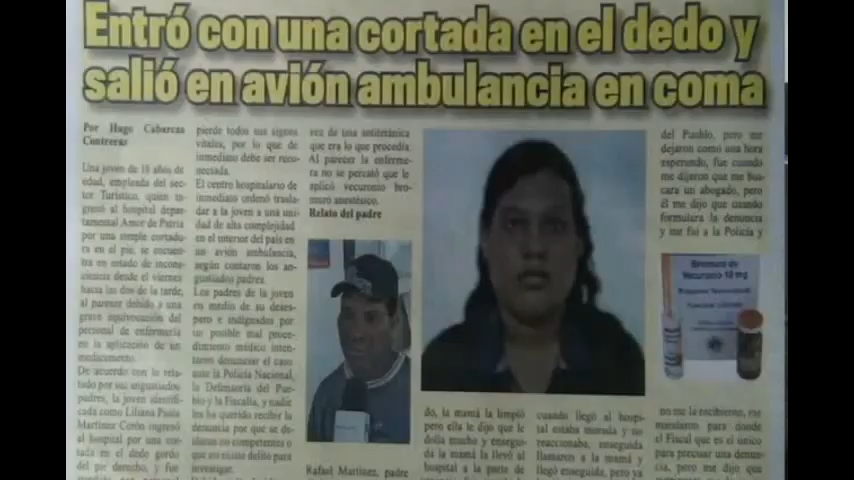 Entró con una cortada en el dedo y
salió en avión ambulancia en coma
Por Hugo Cabarcas
Contreras
Una joven de 18 años de
edad, empleada del sec-
tor Turístico, quien in-
gresó al hospital depar-
tamental Amor de Patria
por una simple cortadu-
ra en el pie, se encuen-
tra en estado de incons-
ciencia desde el viernes
hacia las dos de la tarde,
al parecer debido a una
grave equivocación del
personal de enfermería
en la aplicación de un
medicamento.
De acuerdo con lo rela-
tado por sus angustiados
padres, la joven identifi-
cada como Liliana Paola
Martínez Cerón ingresó
al hospital por una cor-
tada en el dedo gordo
del pie derecho, y fue
pierde todos sus signos
vitales, por lo que de
inmediato debe ser
El centro hospitalario de
inmediato ordenó trasla-
dar a la joven a una uni-
dad de alta complejidad
en el interior del país en
un avión ambulancia,
según contaron los an-
gustiados padres.
Los padres de la joven
en medio de su deses-
pero e indignados por
un posible mal proce-
dimiento médico inten-
taron denunciar el caso
ante la Policía Nacional,
la Defensoría del Pue-
blo y la Fiscalía, y nadie
les ha querido recibir la
denuncia por que se de-
claran no competentes o
que no existe delito para
investigar.
vez de una antitetánica
que era lo que procedía.
Al parecer la enferme-
ra no se percató que le
aplicó vecuronio bro-
muro anestésico.
Relato del padre
Rafael Martínez, padre
do, la mamá la limpió
pero ella le dijo que le
dolía mucho y ensegui-
da la mamá la llevó al
hospital a la parte de
cuando llegó al hospi-
tal estaba morada y no
reaccionaba, enseguida
llamaron a la mamá y
llegó enseguida, pero ya
del Pueblo, pero me
dejaron como una hora
esperando, fue cuando
me dijeron que me bus-
cara un abogado, pero
él me dijo que cuando
formulara la denuncia
y me fui a la Policía y
Bromuro de
Vecuronio 10 mg
no me la recibieron, me
mandaron para donde
el Fiscal que es el único
para precisar una denun-
cia, pero me dijo que